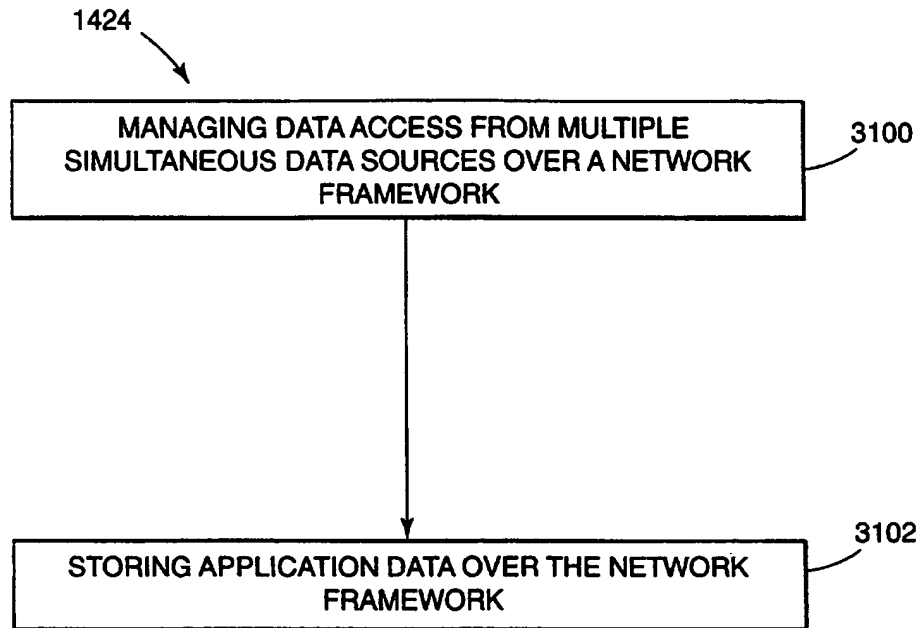 1424
MANAGING DATA ACCESS FROM MULTIPLE
SIMULTANEOUS DATA SOURCES OVER A NETWORK
FRAMEWORK
3100
STORING APPLICATION DATA OVER THE NETWORK
FRAMEWORK
3102